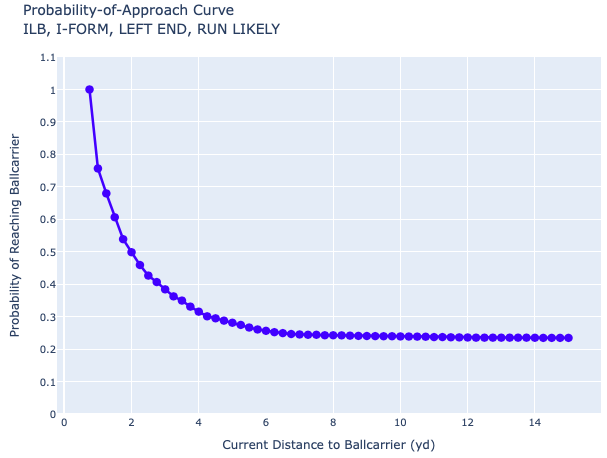 Probability-of-Approach Curve
ILB, I-FORM, LEFT END, RUN LIKELY
1.1
1
0.9
0.8
0.7
0.6
0.5
0.4
0.3
0.2
0.1
0
Probability of Reaching Ballcarrier
0 2 4 6 8 10 12 14
Current Distance to Ballcarrier (yd)